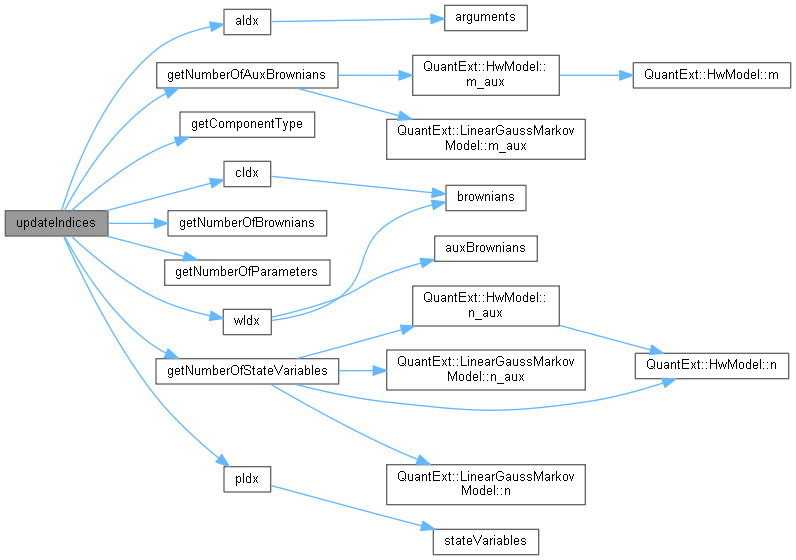 updateIndices
aIdx
arguments
getNumberOfAuxBrownians
QuantExt::HwModel::
m_aux
QuantExt::HwModel::m
QuantExt::LinearGaussMarkov
Model::m_aux
getComponentType
cIdx
brownians
getNumberOfBrownians
getNumberOfParameters
wIdx
auxBrownians
getNumberOfStateVariables
QuantExt::HwModel::
n_aux
QuantExt::LinearGaussMarkov
Model::n_aux
QuantExt::HwModel::n
QuantExt::LinearGaussMarkov
Model::n
pIdx
stateVariables